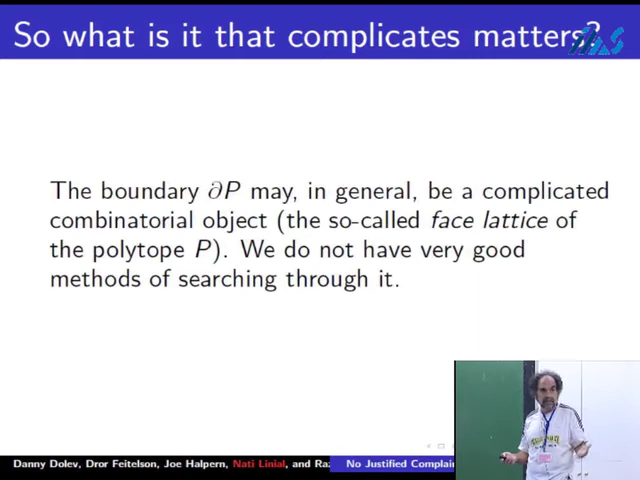 So what is it that complicates matters?
IIAS
The boundary ∂P may, in general, be a complicated
combinatorial object (the so-called face lattice of
the polytope P). We do not have very good
methods of searching through it.
Danny Dolev, Dror Feitelson, Joe Halpern, Nati Linial, and Raz
No Justified Complain